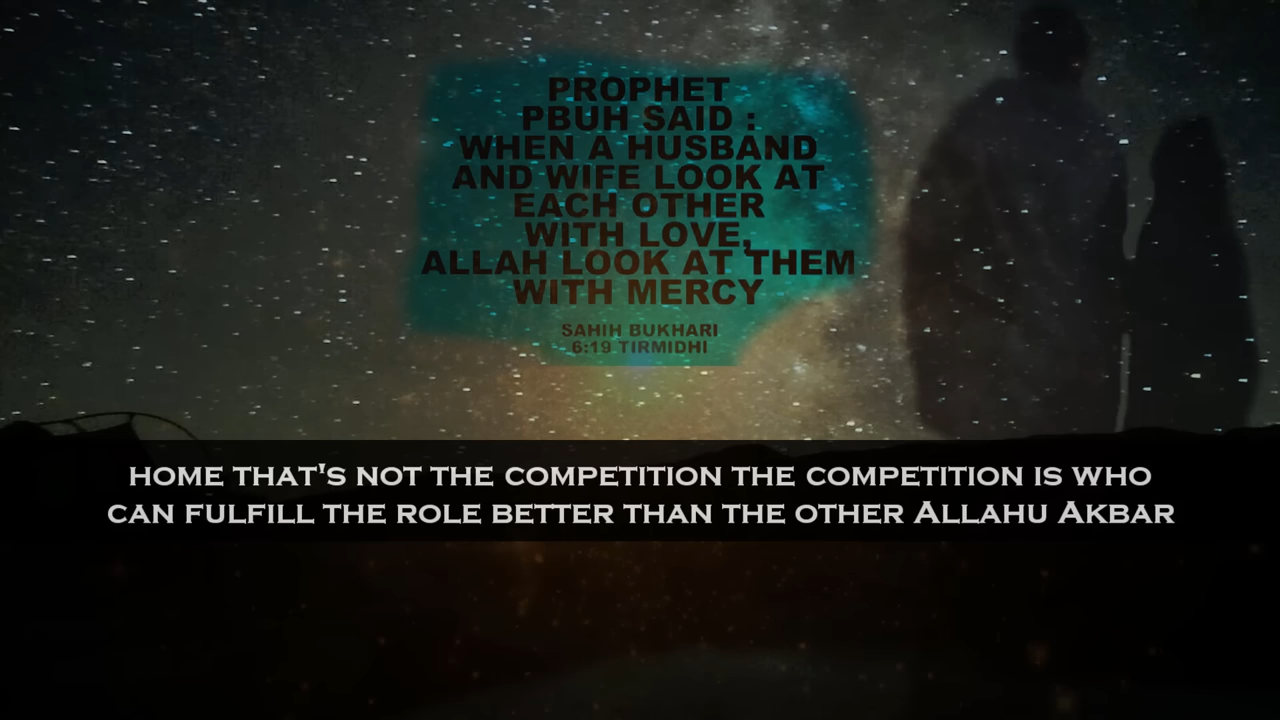 PROPHET
PBUH SAID :
WHEN A HUSBAND
AND WIFE LOOK AT
EACH OTHER
WITH LOVE,
ALLAH LOOK AT THEM
WITH MERCY
SAHIH BUKHARI
6:19 TIRMIDHI
HOME THAT'S NOT THE COMPETITION THE COMPETITION IS WHO
CAN FULFILL THE ROLE BETTER THAN THE OTHER ALLAHU AKBAR